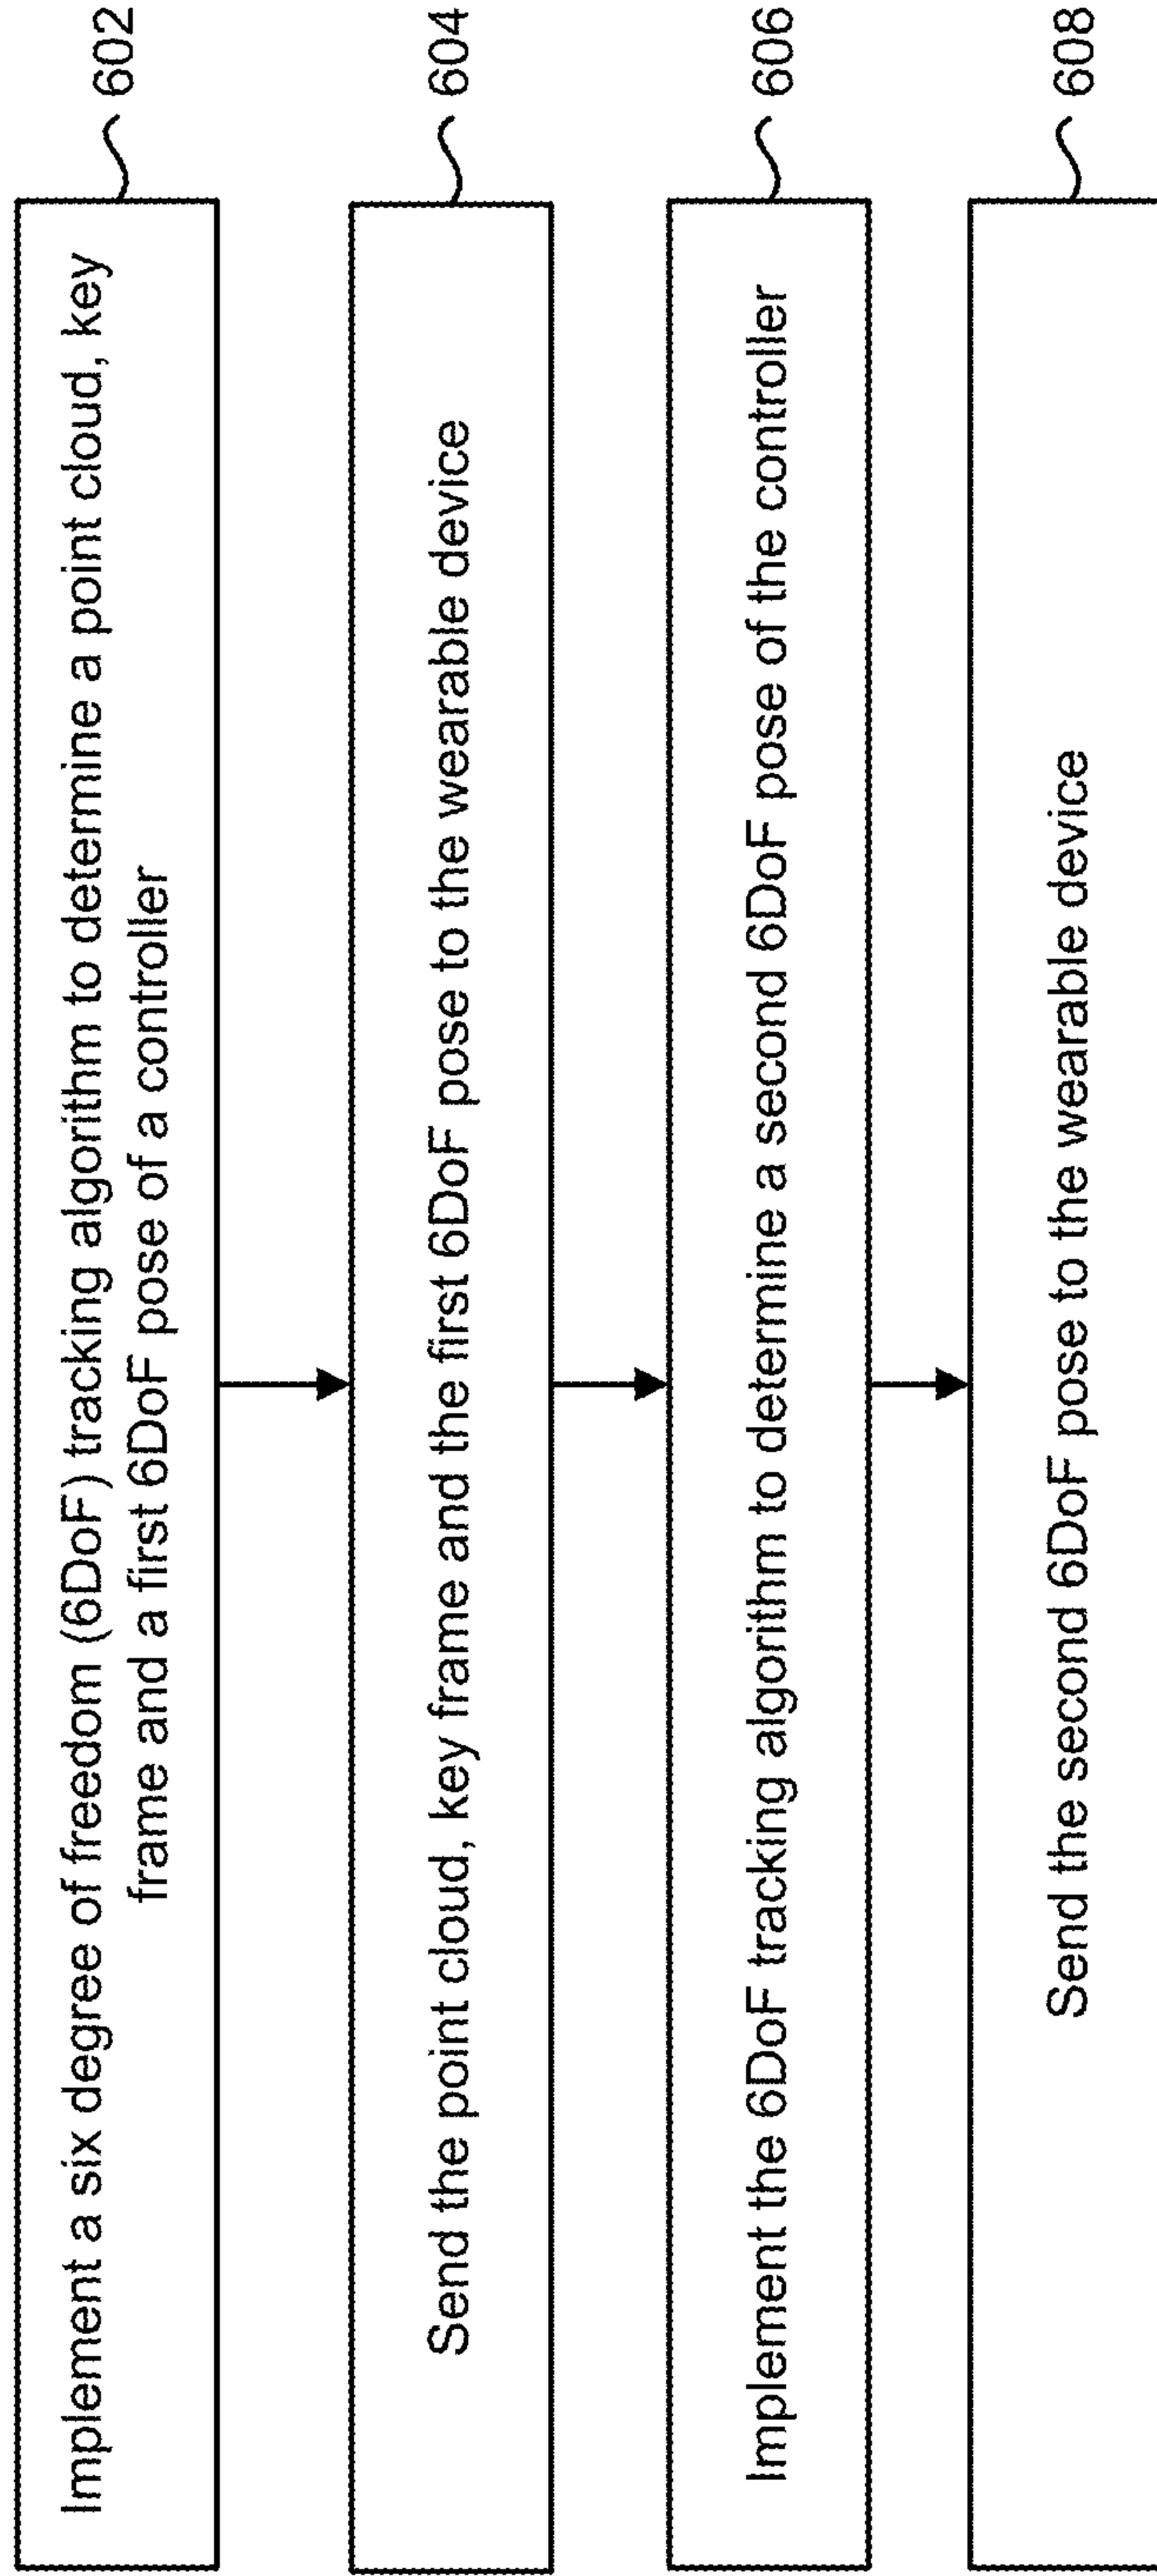 Implement a six degree of freedom (6DoF) tracking algorithm to determine a point cloud, key
frame and a first 6DoF pose of a controller
602
Send the point cloud, key frame and the first 6DoF pose to the wearable device
604
Implement the 6DoF tracking algorithm to determine a second 6DoF pose of the controller
606
Send the second 6DoF pose to the wearable device
608